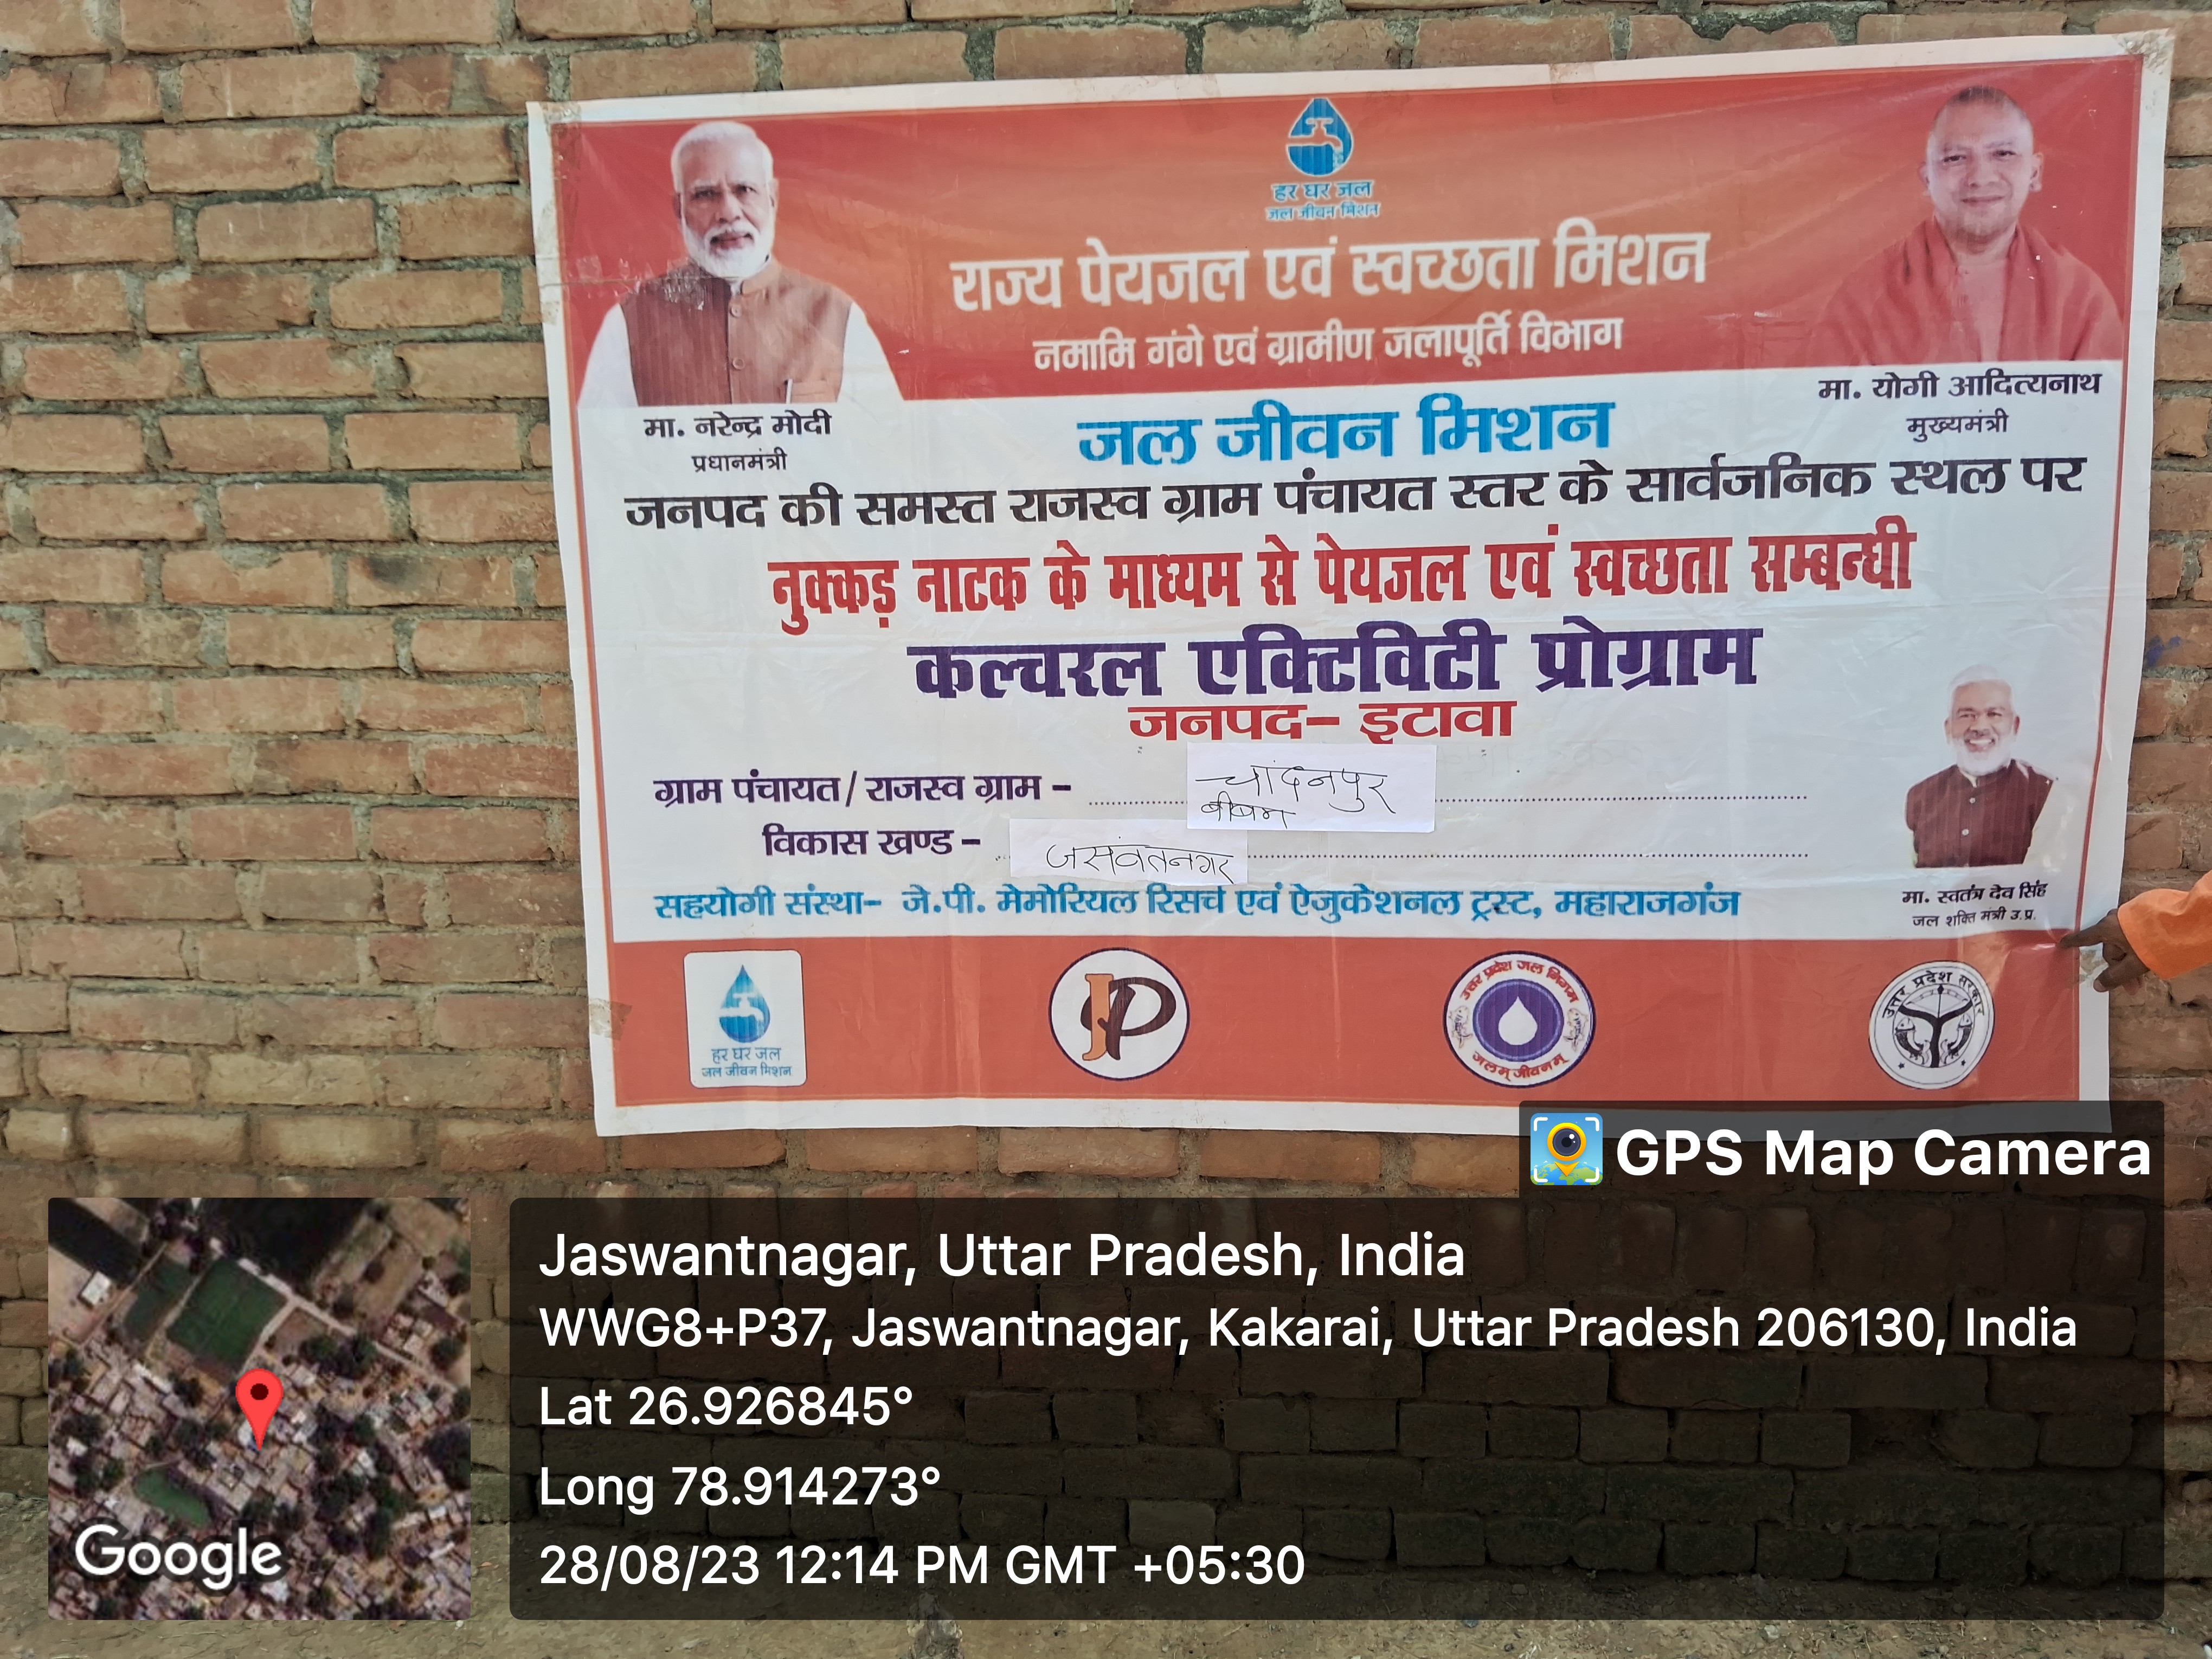 हर घर जल
जल जीवन मिशन
राज्य पेयजल एवं स्वच्छता मिशन
नमामि गंगे एवं ग्रामीण जलापूर्ति विभाग
मा. नरेन्द्र मोदी
प्रधानमंत्री
मा. योगी आदित्यनाथ
मुख्यमंत्री
जल जीवन मिशन
जनपद की समस्त राजस्व ग्राम पंचायत स्तर के सार्वजनिक स्थल पर
नुक्कड़ नाटक के माध्यम से पेयजल एवं स्वच्छता सम्बन्धी
कल्चरल एक्टिविटी प्रोग्राम
जनपद– इटावा
ग्राम पंचायत/राजस्व ग्राम – चांदनपुर
विकास खण्ड – जसवंतनगर
सहयोगी संस्था– जे.पी. मेमोरियल रिसर्च एवं ऐजुकेशनल ट्रस्ट, महाराजगंज
मा. स्वतंत्र देव सिंह
जल शक्ति मंत्री उ.प्र.
हर घर जल
जल जीवन मिशन
JP
उत्तर प्रदेश जल निगम
जलम् जीवनम्
उत्तर प्रदेश सरकार
GPS Map Camera
Jaswantnagar, Uttar Pradesh, India
WWG8+P37, Jaswantnagar, Kakarai, Uttar Pradesh 206130, India
Lat 26.926845°
Long 78.914273°
28/08/23 12:14 PM GMT +05:30
Google